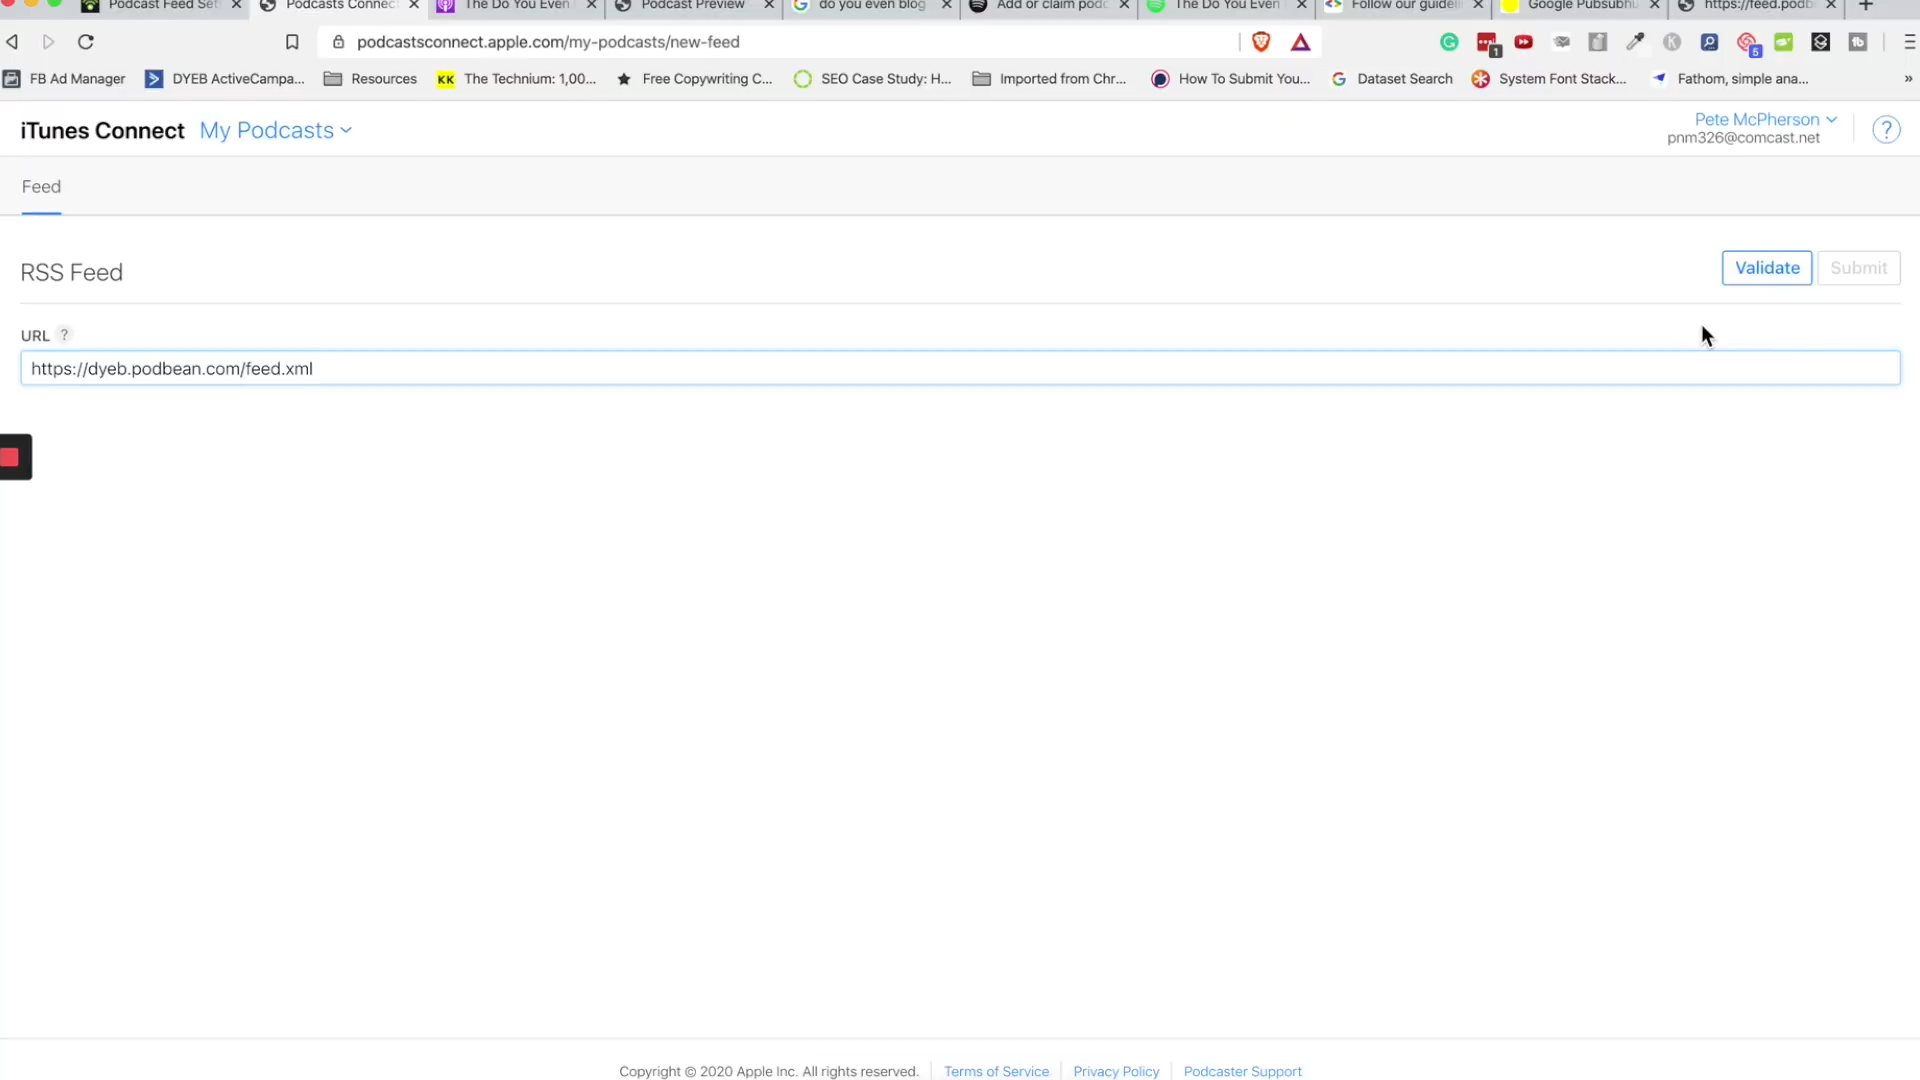 Podcast Feed Set
Podcasts Connec
The Do You Even
Podcast Preview
do you even blog
Add or claim podc
The Do You Even
Follow our guideli
Google Pubsubhu
https://feed.podb
podcastsconnect.apple.com/my-podcasts/new-feed
1
5
FB Ad Manager
DYEB ActiveCampa...
Resources
KK The Technium: 1,00...
Free Copywriting C...
SEO Case Study: H...
Imported from Chr...
How To Submit You...
Dataset Search
System Font Stack...
Fathom, simple ana...
»
iTunes Connect My Podcasts
Pete McPherson
pnm326@comcast.net
?
Feed
RSS Feed
Validate
Submit
URL ?
https://dyeb.podbean.com/feed.xml
Copyright © 2020 Apple Inc. All rights reserved.
Terms of Service
Privacy Policy
Podcaster Support